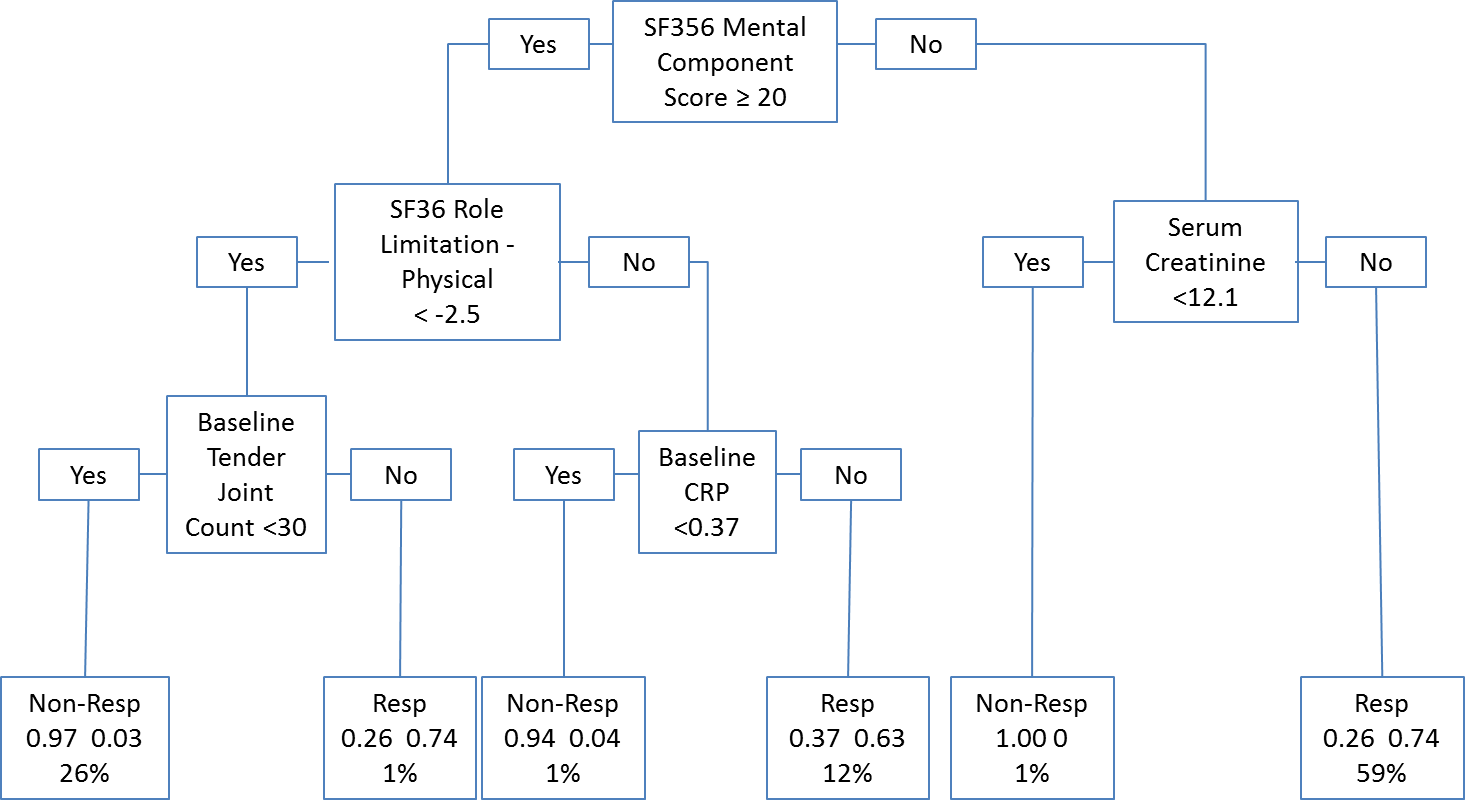 Yes
SF356 Mental
Component
Score ≥ 20
No
SF36 Role
Limitation -
Physical
< -2.5
Yes
No
Serum
Creatinine
<12.1
Yes
No
Baseline
Tender
Joint
Count <30
Yes
No
Baseline
CRP
<0.37
Yes
No
Non-Resp
0.97 0.03
26%
Resp
0.26 0.74
1%
Non-Resp
0.94 0.04
1%
Resp
0.37 0.63
12%
Non-Resp
1.00 0
1%
Resp
0.26 0.74
59%